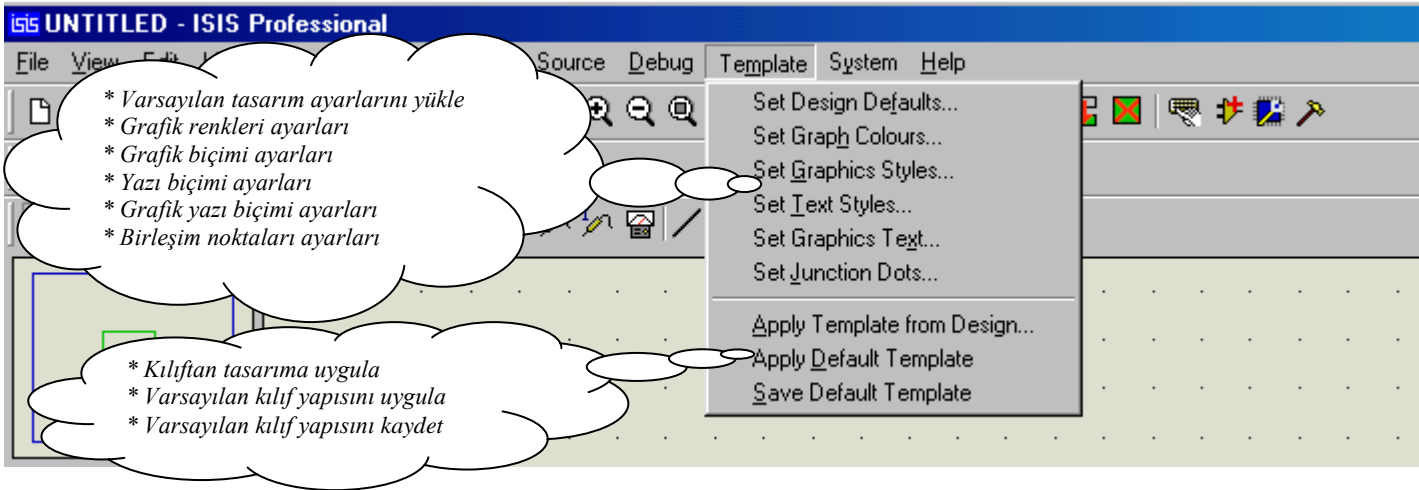 isis UNTITLED - ISIS Professional
File View Edit Source Debug Template System Help
* Varsayılan tasarım ayarlarını yükle
* Grafik renkleri ayarları
* Grafik biçimi ayarları
* Yazı biçimi ayarları
* Grafik yazı biçimi ayarları
* Birleşim noktaları ayarları
Set Design Defaults...
Set Graph Colours...
Set Graphics Styles...
Set Text Styles...
Set Graphics Text...
Set Junction Dots...
Apply Template from Design...
Apply Default Template
Save Default Template
* Kılıftan tasarıma uygula
* Varsayılan kılıf yapısını uygula
* Varsayılan kılıf yapısını kaydet